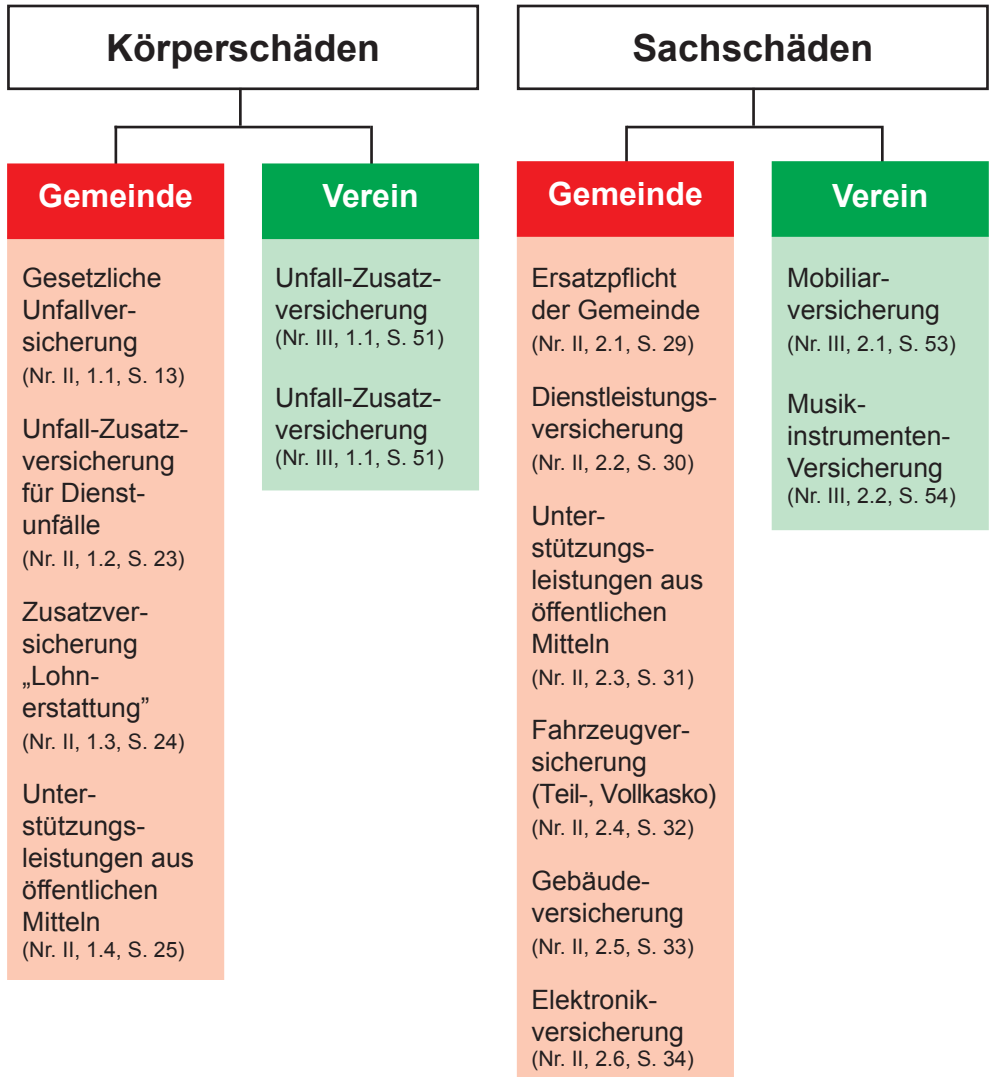 Körperschäden
Gemeinde
Gesetzliche
Unfallver-
sicherung
(Nr. II, 1.1, S. 13)
Unfall-Zusatz-
versicherung
für Dienst-
unfälle
(Nr. II, 1.2, S. 23)
Zusatzver-
sicherung
„Lohn-
erstattung”
(Nr. II, 1.3, S. 24)
Unter-
stützungs-
leistungen aus
öffentlichen
Mitteln
(Nr. II, 1.4, S. 25)
Verein
Unfall-Zusatz-
versicherung
(Nr. III, 1.1, S. 51)
Unfall-Zusatz-
versicherung
(Nr. III, 1.1, S. 51)
Sachschäden
Gemeinde
Ersatzpflicht
der Gemeinde
(Nr. II, 2.1, S. 29)
Dienstleistungs-
versicherung
(Nr. II, 2.2, S. 30)
Unter-
stützungs-
leistungen aus
öffentlichen
Mitteln
(Nr. II, 2.3, S. 31)
Fahrzeugver-
sicherung
(Teil-, Vollkasko)
(Nr. II, 2.4, S. 32)
Gebäude-
versicherung
(Nr. II, 2.5, S. 33)
Elektronik-
versicherung
(Nr. II, 2.6, S. 34)
Verein
Mobiliar-
versicherung
(Nr. III, 2.1, S. 53)
Musik-
instrumenten-
Versicherung
(Nr. III, 2.2, S. 54)